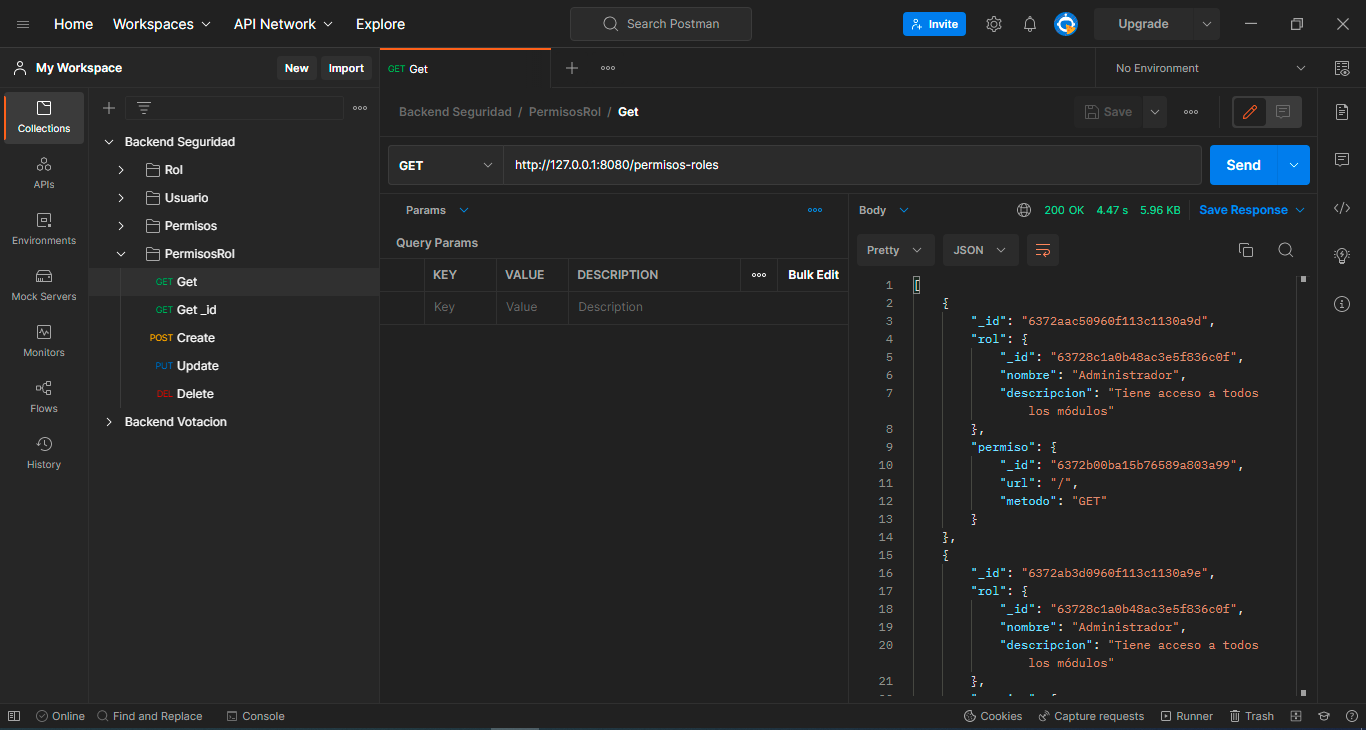 Home Workspaces API Network Explore Search Postman Invite Upgrade
My Workspace New Import GET Get No Environment
Backend Seguridad / PermisosRol / Get Save
Collections
APIs
Environments
Mock Servers
Monitors
Flows
History
Backend Seguridad
Rol
Usuario
Permisos
PermisosRol
GET Get
GET Get _id
POST Create
PUT Update
DEL Delete
Backend Votacion
GET http://127.0.0.1:8080/permisos-roles Send
Params
Query Params
KEY VALUE DESCRIPTION Bulk Edit
Key Value Description
Body 200 OK 4.47 s 5.96 KB Save Response
Pretty JSON
1 [
2 {
3 "_id": "6372aac50960f113c1130a9d",
4 "rol": {
5 "_id": "63728c1a0b48ac3e5f836c0f",
6 "nombre": "Administrador",
7 "descripcion": "Tiene acceso a todos
los módulos"
8 },
9 "permiso": {
10 "_id": "6372b00ba15b76589a803a99",
11 "url": "/",
12 "metodo": "GET"
13 }
14 },
15 {
16 "_id": "6372ab3d0960f113c1130a9e",
17 "rol": {
18 "_id": "63728c1a0b48ac3e5f836c0f",
19 "nombre": "Administrador",
20 "descripcion": "Tiene acceso a todos
los módulos"
21 },
Online Find and Replace Console Cookies Capture requests Runner Trash